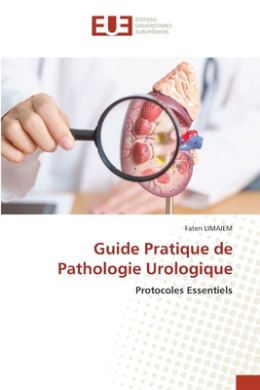 EUE
ÉDITIONS
UNIVERSITAIRES
EUROPÉENNES
Faten LIMAIEM
Guide Pratique de
Pathologie Urologique
Protocoles Essentiels